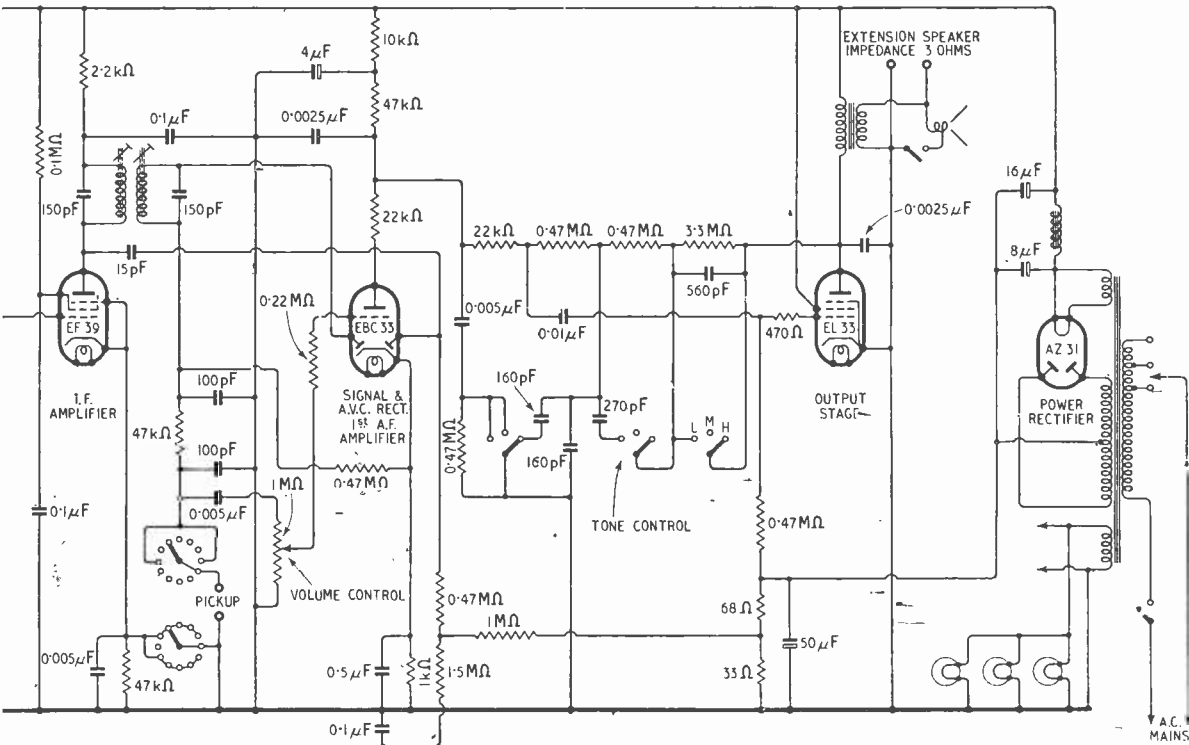 10kΩ
EXTENSION SPEAKER
IMPEDANCE 3 OHMS
4μF
2·2kΩ
47kΩ
0·1μF
0·0025μF
0·1MΩ
16μF
150pF
150pF
22kΩ
0·0025μF
22kΩ
0·47MΩ
0·47MΩ
3·3MΩ
8μF
15pF
0·22MΩ
560pF
0·005μF
0·01μF
470Ω
EF 39
EBC 33
EL 33
AZ 31
I.F.
AMPLIFIER
100pF
SIGNAL &
A.V.C. RECT.
1ST A.F.
AMPLIFIER
160pF
270pF
OUTPUT
STAGE
POWER
RECTIFIER
47kΩ
0·47MΩ
L M H
100pF
160pF
0·47MΩ
1MΩ
0·005μF
TONE CONTROL
0·1μF
0·47MΩ
PICKUP
VOLUME CONTROL
0·47MΩ
68Ω
1MΩ
50μF
0·005μF
47kΩ
0·5μF
1kΩ
1·5MΩ
33Ω
0·1μF
A.C.
MAINS